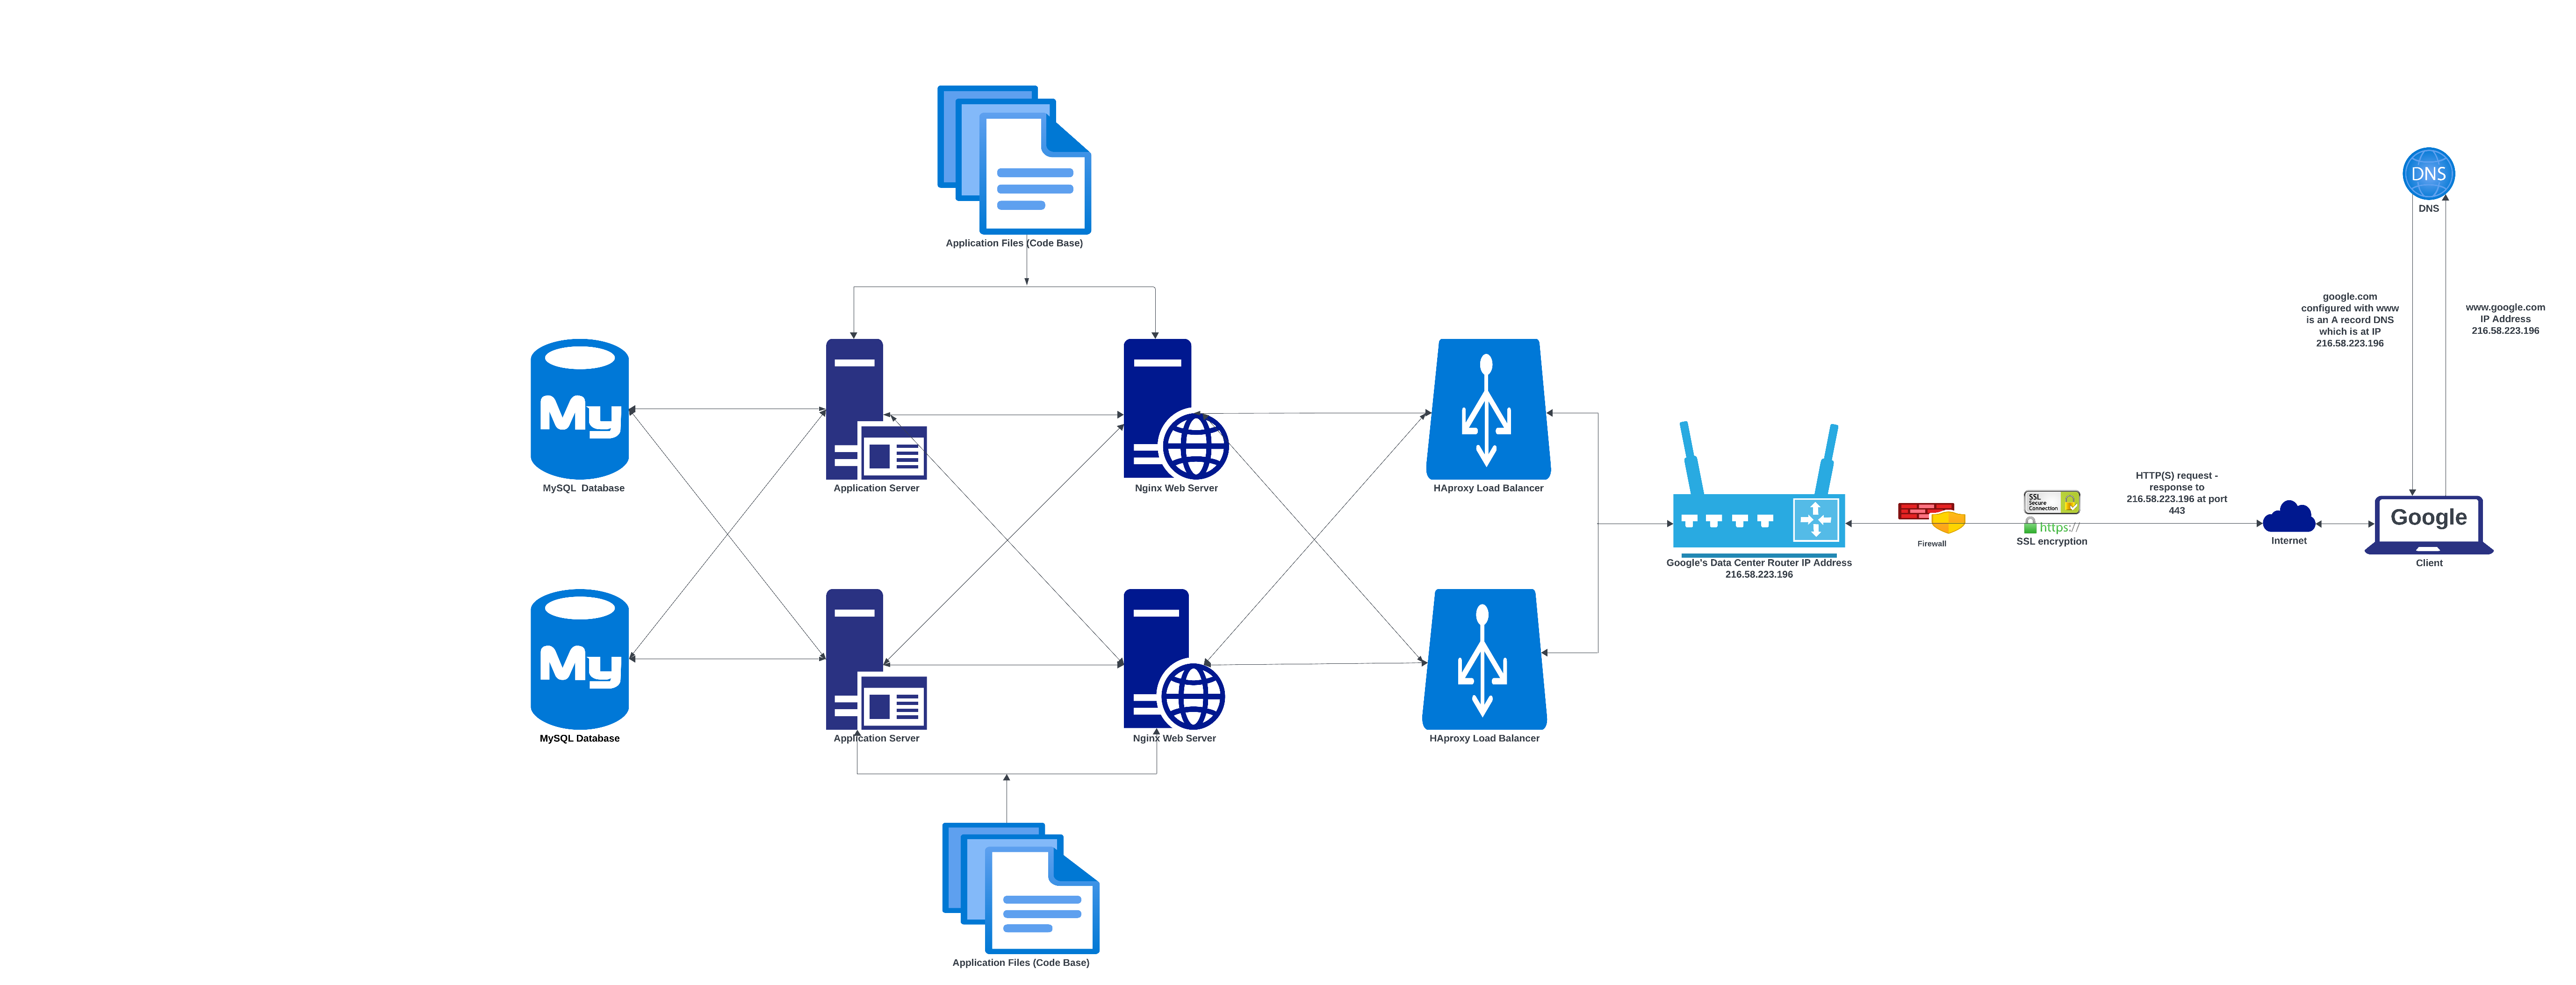 Application Files (Code Base)
DNS
DNS
google.com
configured with www
is an A record DNS
which is at IP
216.58.223.196
www.google.com
IP Address
216.58.223.196
My
MySQL  Database
Application Server
Nginx Web Server
HAproxy Load Balancer
Google's Data Center Router IP Address
216.58.223.196
Firewall
SSL
Secure
Connection
https://
SSL encryption
HTTP(S) request -
response to
216.58.223.196 at port
443
Internet
Google
Client
My
MySQL Database
Application Server
Nginx Web Server
HAproxy Load Balancer
Application Files (Code Base)